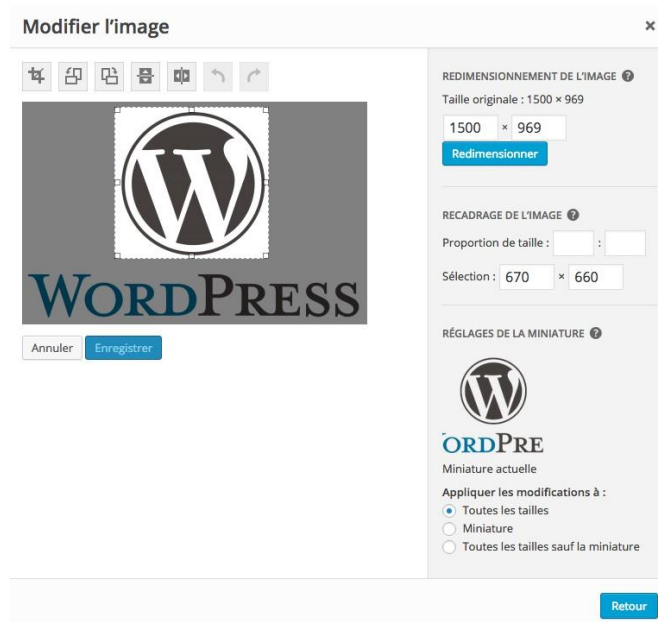 Modifier l’image
×
W
WORDPRESS
Annuler
Enregistrer
REDIMENSIONNEMENT DE L’IMAGE ?
Taille originale : 1500 × 969
1500 × 969
Redimensionner
RECADRAGE DE L’IMAGE ?
Proportion de taille : :
Sélection : 670 × 660
RÉGLAGES DE LA MINIATURE ?
W
ORDPRE
Miniature actuelle
Appliquer les modifications à :
Toutes les tailles
Miniature
Toutes les tailles sauf la miniature
Retour